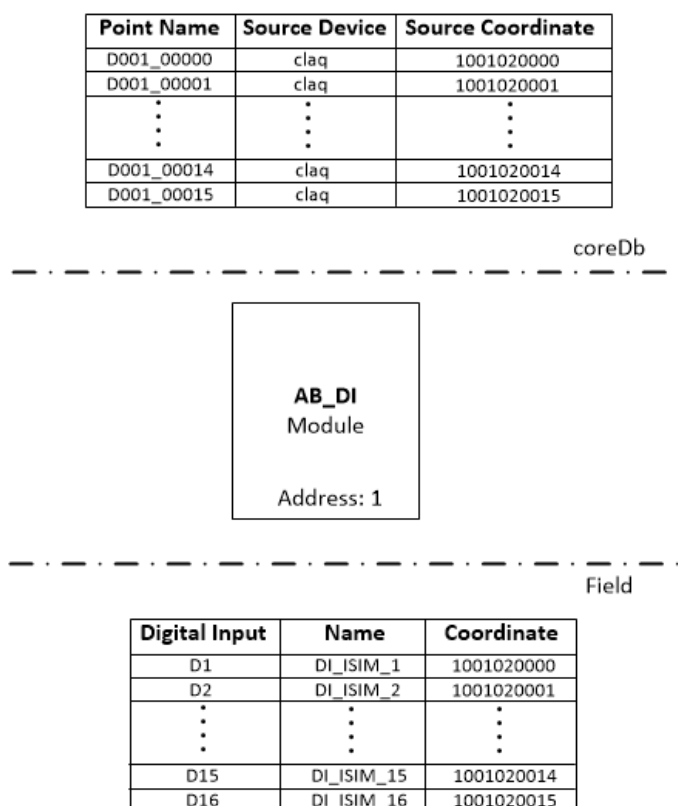 Point Name Source Device Source Coordinate
D001_00000 claq 1001020000
D001_00001 claq 1001020001
D001_00014 claq 1001020014
D001_00015 claq 1001020015
coreDb
AB_DI
Module
Address: 1
Field
Digital Input Name Coordinate
D1 DI_ISIM_1 1001020000
D2 DI_ISIM_2 1001020001
D15 DI_ISIM_15 1001020014
D16 DI_ISIM_16 1001020015